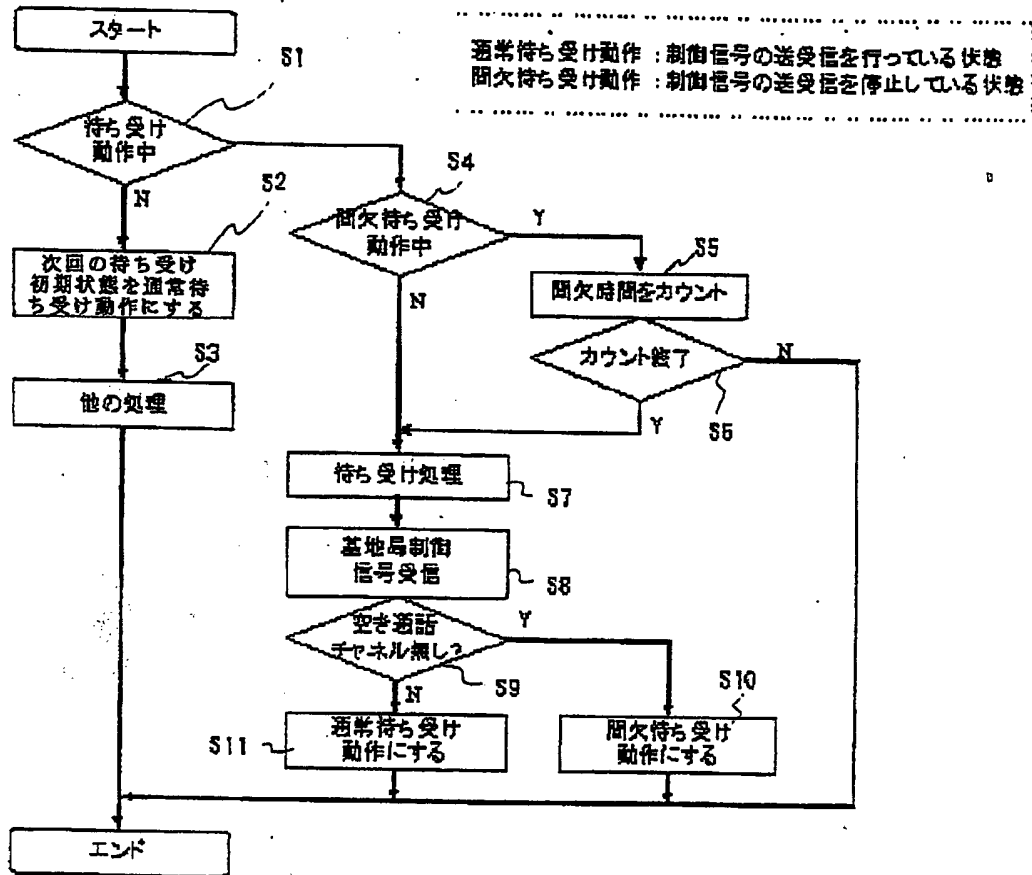 スタート
S1
通常待ち受け動作 : 制御信号の送受信を行っている状態
間欠待ち受け動作 : 制御信号の送受信を停止している状態
待ち受け
動作中
N
S2
次回の待ち受け
初期状態を通常待
ち受け動作にする
S3
他の処理
S4
間欠待ち受け
動作中
Y
N
S5
間欠時間をカウント
カウント終了
N
Y
S6
待ち受け処理
S7
基地局制御
信号受信
S8
空き通話
チャネル無し?
Y
S9
N
S10
通常待ち受け
動作にする
S11
間欠待ち受け
動作にする
エンド